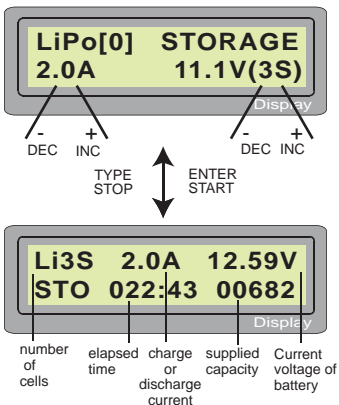 LiPo[0] STORAGE
2.0A 11.1V(3S)
Display
- + - +
DEC INC DEC INC
TYPE ENTER
STOP START
Li3S 2.0A 12.59V
STO 022:43 00682
Display
number of cells
elapsed time
charge or discharge current
supplied capacity
Current voltage of battery